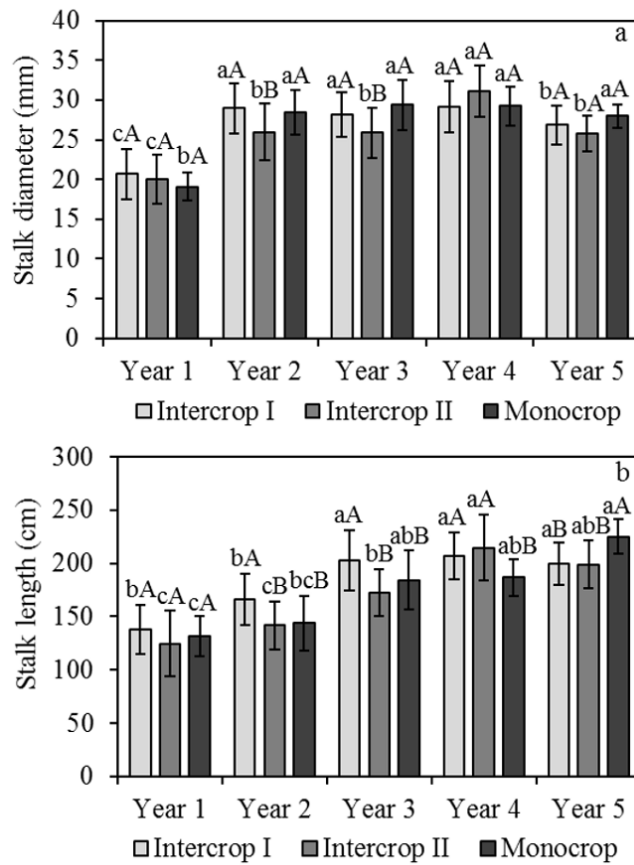 a
Stalk diameter (mm)
40
35
30
25
20
15
10
5
0
cA cA bA aA bB aA aA bB aA aA aA aA bA bA aA
Year 1 Year 2 Year 3 Year 4 Year 5
Intercrop I Intercrop II Monocrop
b
Stalk length (cm)
300
250
200
150
100
50
0
bA cA cA bA cB bcB aA bB abB aA aA abB aB abB aA
Year 1 Year 2 Year 3 Year 4 Year 5
Intercrop I Intercrop II Monocrop